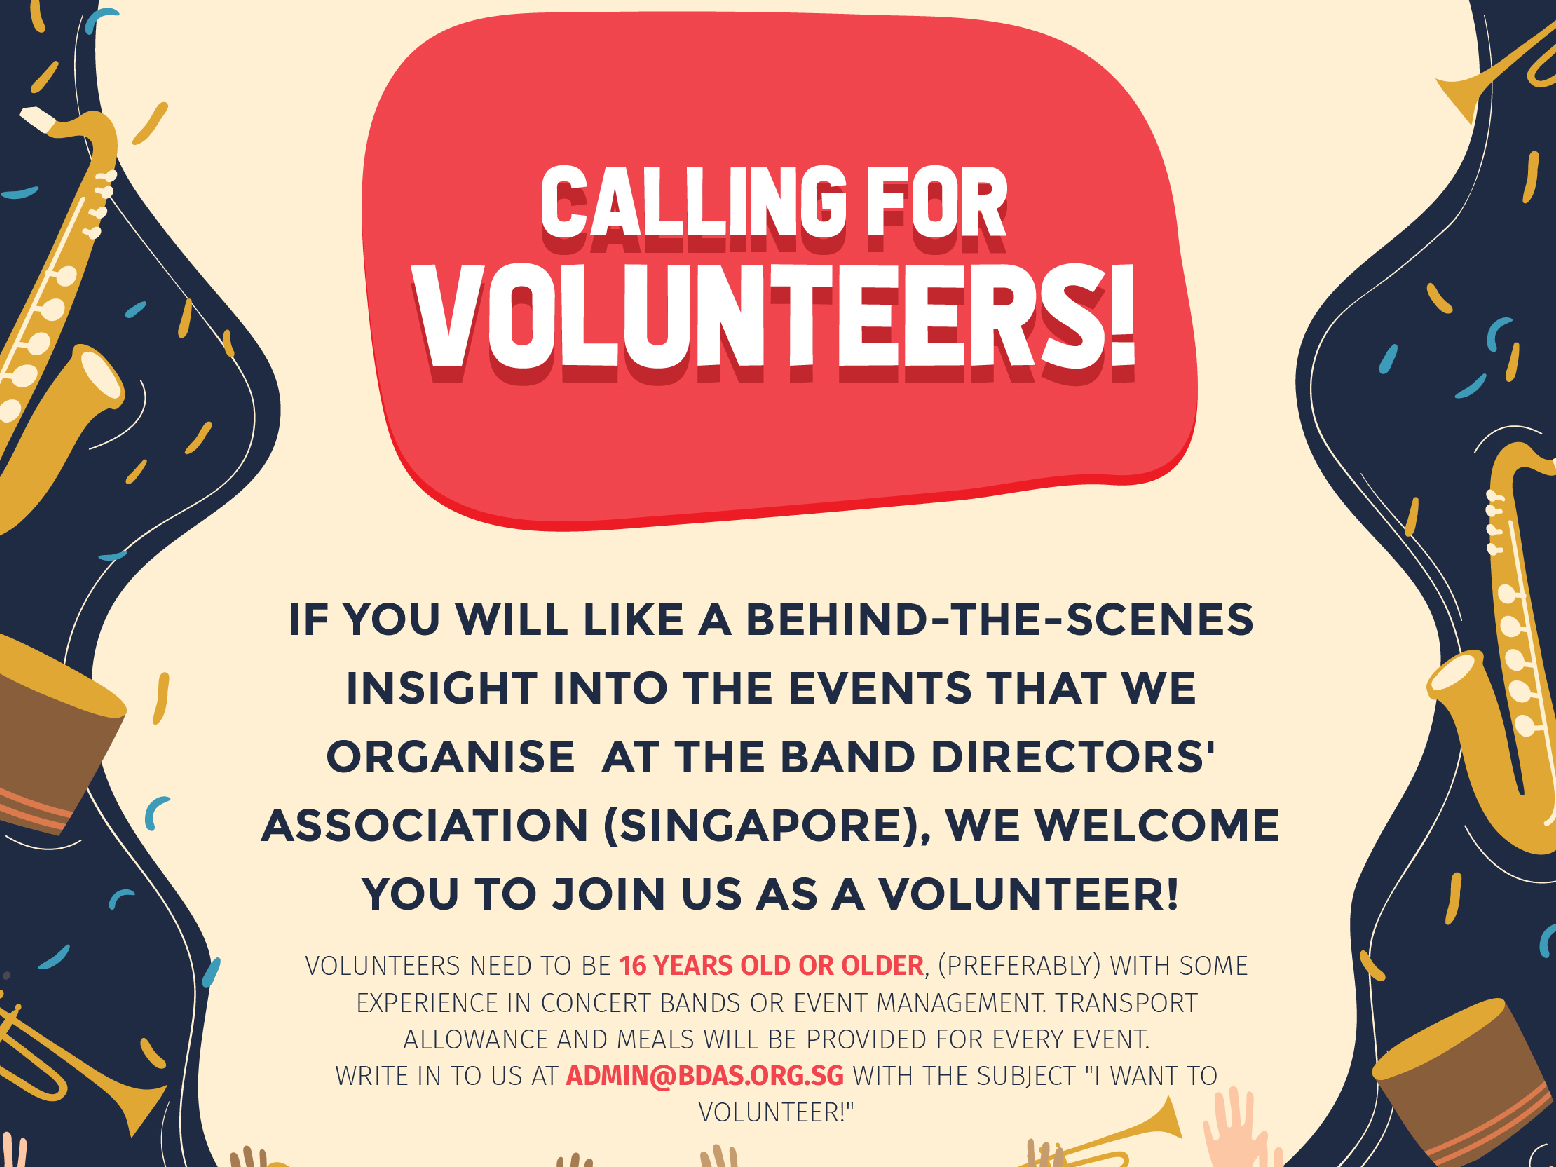 CALLING FOR
VOLUNTEERS!
IF YOU WILL LIKE A BEHIND-THE-SCENES
INSIGHT INTO THE EVENTS THAT WE
ORGANISE  AT THE BAND DIRECTORS'
ASSOCIATION (SINGAPORE), WE WELCOME
YOU TO JOIN US AS A VOLUNTEER!
VOLUNTEERS NEED TO BE 16 YEARS OLD OR OLDER, (PREFERABLY) WITH SOME
EXPERIENCE IN CONCERT BANDS OR EVENT MANAGEMENT. TRANSPORT
ALLOWANCE AND MEALS WILL BE PROVIDED FOR EVERY EVENT.
WRITE IN TO US AT ADMIN@BDAS.ORG.SG WITH THE SUBJECT "I WANT TO
VOLUNTEER!"